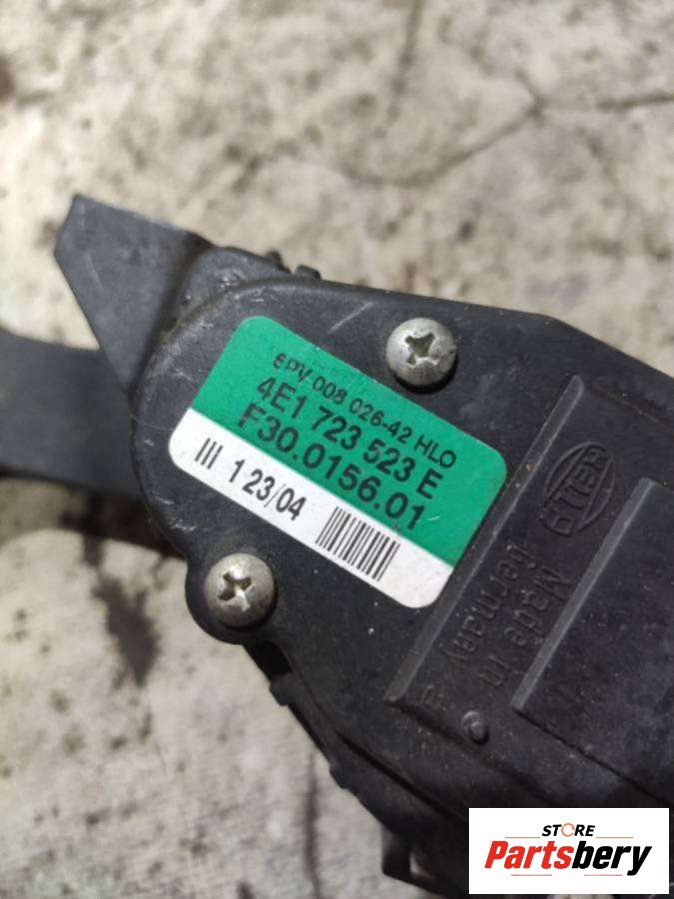 6PV 008 026-42 HLO
4E1 723 523 E
F30.0156.01
III 1 23/04
HELLA
Made in
Germany
STORE
Partsbery